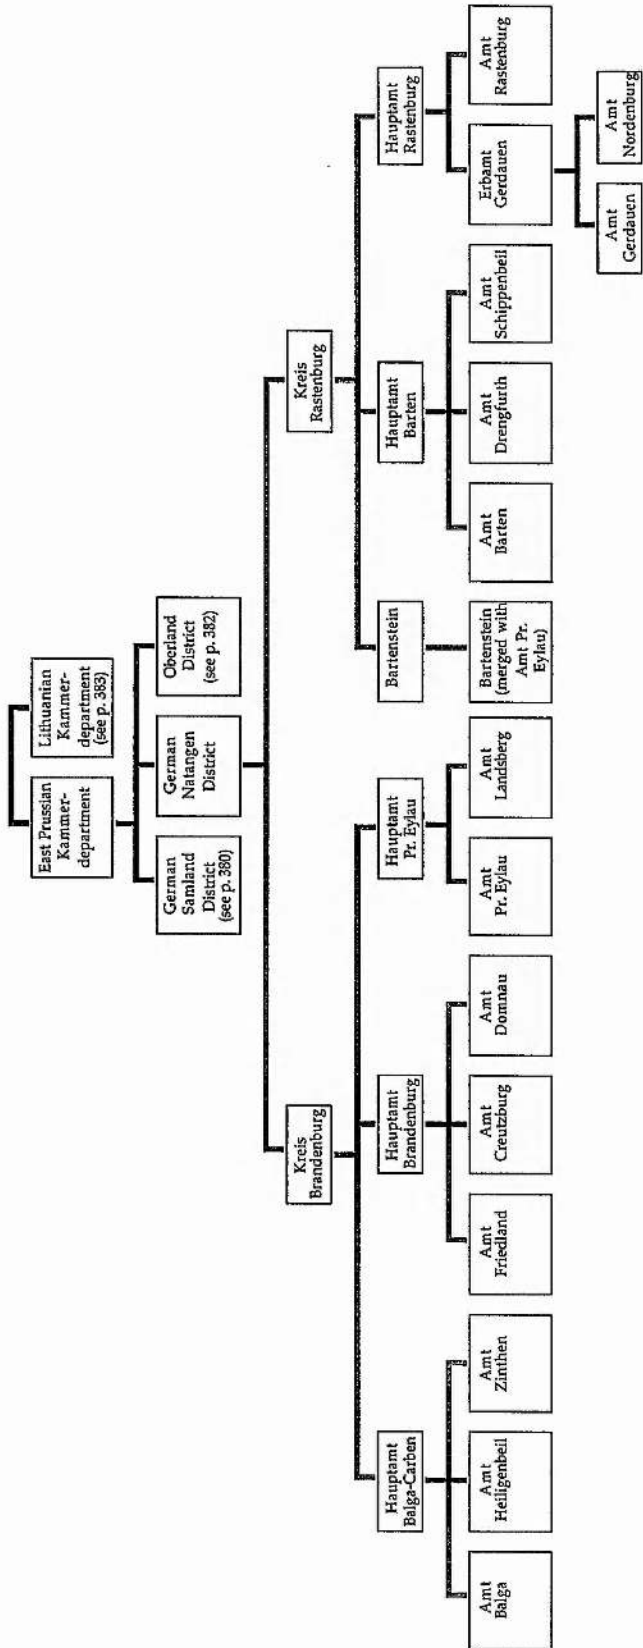 East Prussian
Kammer-
department
Lithuanian
Kammer-
department
(see p. 383)
German
Samland
District
(see p. 380)
German
Natangen
District
Oberland
District
(see p. 382)
Kreis
Brandenburg
Kreis
Rastenburg
Hauptamt
Balga-Carben
Hauptamt
Brandenburg
Hauptamt
Pr. Eylau
Bartenstein
Hauptamt
Barten
Hauptamt
Rastenburg
Amt
Balga
Amt
Heiligenbeil
Amt
Zinthen
Amt
Friedland
Amt
Creutzburg
Amt
Domnau
Amt
Pr. Eylau
Amt
Landsberg
Bartenstein
(merged with
Amt Pr.
Eylau)
Amt
Barten
Amt
Drengfurth
Amt
Schippenbeil
Erbamt
Gerdauen
Amt
Rastenburg
Amt
Gerdauen
Amt
Nordenburg